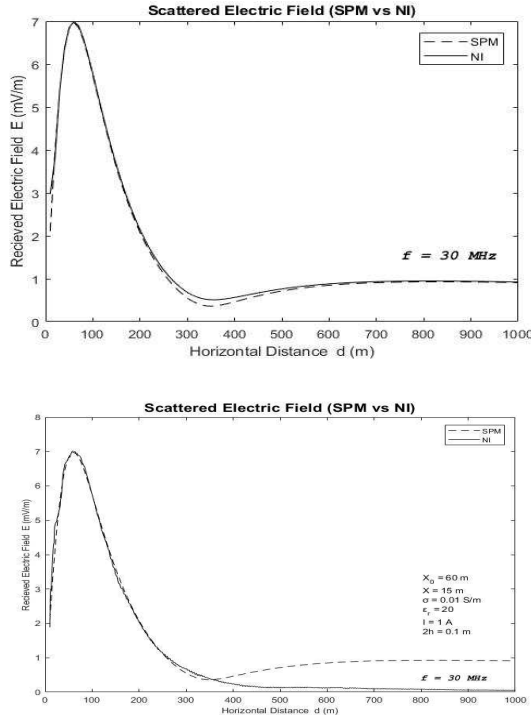 Scattered Electric Field (SPM vs NI)
7
SPM
NI
6
5
4
3
2
1
0
Recieved Electric Field E (mV/m)
f = 30 MHz
0 100 200 300 400 500 600 700 800 900 1000
Horizontal Distance d (m)
Scattered Electric Field (SPM vs NI)
8
SPM
NI
7
6
5
4
3
2
1
0
Recieved Electric Field E (mV/m)
X0 = 60 m
X = 15 m
σ = 0.01 S/m
εr = 20
I = 1 A
2h = 0.1 m
f = 30 MHz
0 100 200 300 400 500 600 700 800 900 1000
Horizontal Distance d (m)